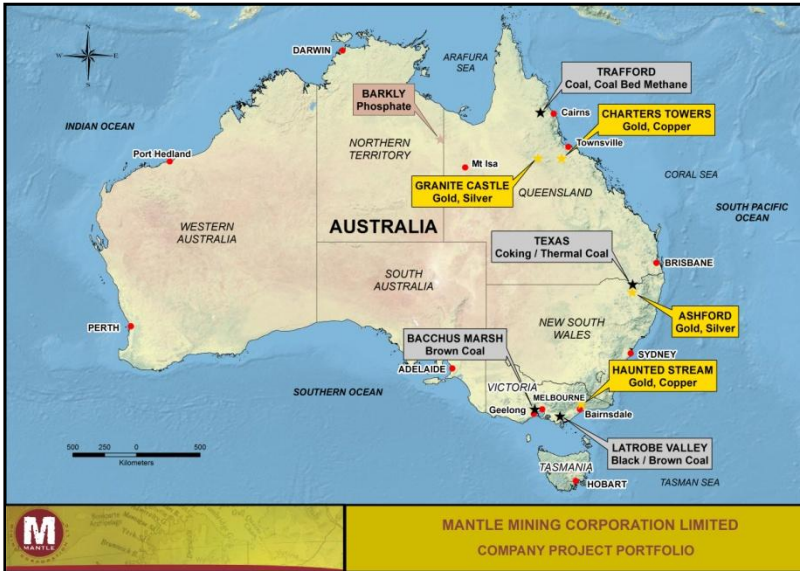 N
W
E
S
DARWIN
ARAFURA
SEA
TRAFFORD
Coal, Coal Bed Methane
BARKLY
Phosphate
Cairns
CHARTERS TOWERS
Gold, Copper
INDIAN OCEAN
NORTHERN
TERRITORY
Townsville
Port Hedland
Mt Isa
CORAL SEA
GRANITE CASTLE
Gold, Silver
QUEENSLAND
SOUTH PACIFIC
OCEAN
WESTERN
AUSTRALIA
AUSTRALIA
TEXAS
Coking / Thermal Coal
BRISBANE
SOUTH
AUSTRALIA
ASHFORD
Gold, Silver
NEW SOUTH
WALES
PERTH
BACCHUS MARSH
Brown Coal
SYDNEY
ADELAIDE
HAUNTED STREAM
Gold, Copper
SOUTHERN OCEAN
VICTORIA
MELBOURNE
Geelong
Bairnsdale
500 0 500
Kilometers
LATROBE VALLEY
Black / Brown Coal
TASMANIA
TASMAN SEA
HOBART
M
MANTLE
MANTLE MINING CORPORATION LIMITED
COMPANY PROJECT PORTFOLIO